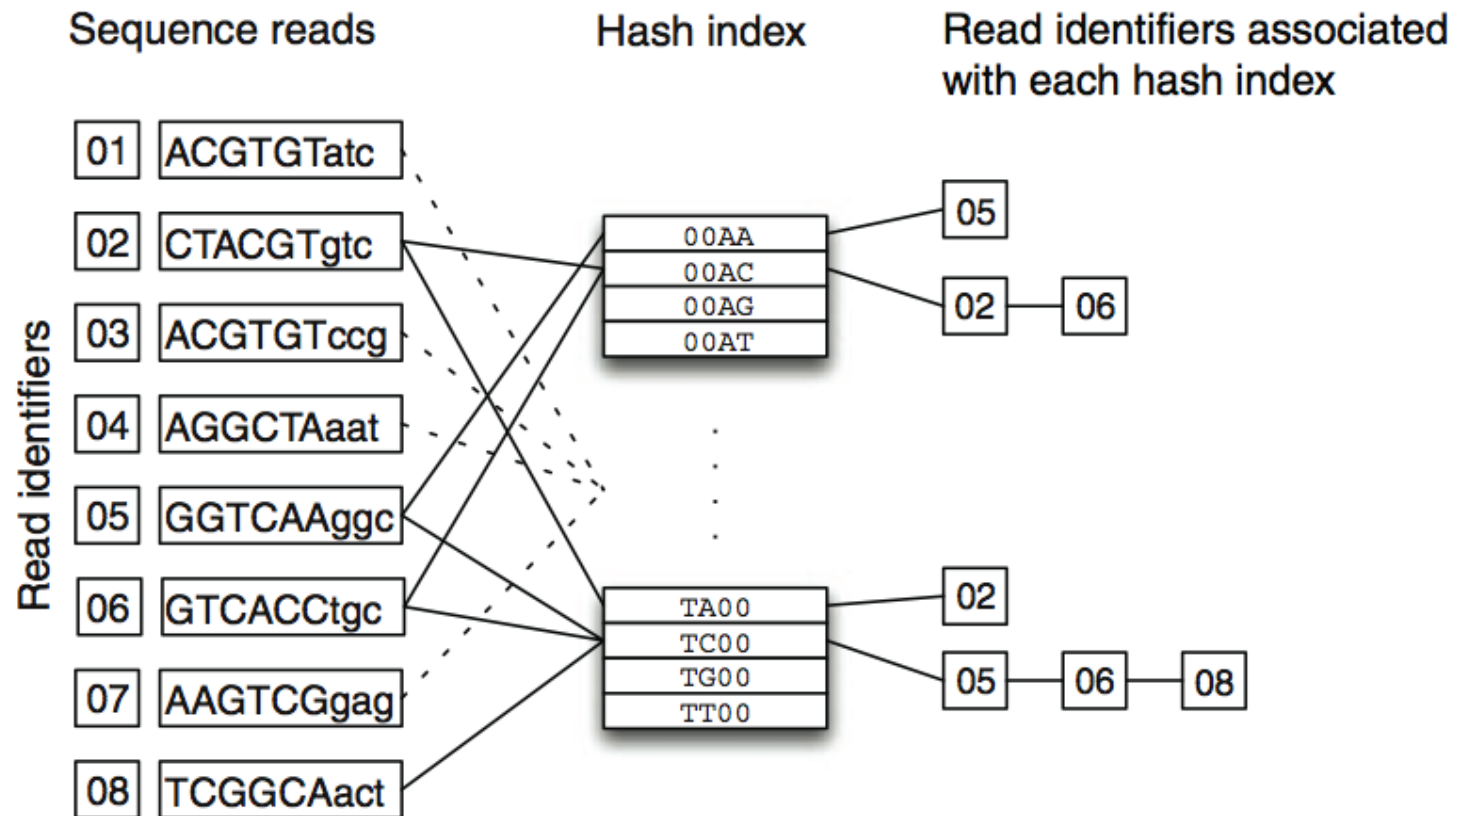 Sequence reads
Hash index
Read identifiers associated
with each hash index
Read identifiers
01 ACGTGTatc
02 CTACGTgtc
03 ACGTGTccg
04 AGGCTAaat
05 GGTCAAggc
06 GTCACCtgc
07 AAGTCGgag
08 TCGGCAact
00AA
00AC
00AG
00AT
TA00
TC00
TG00
TT00
05
02 06
02
05 06 08